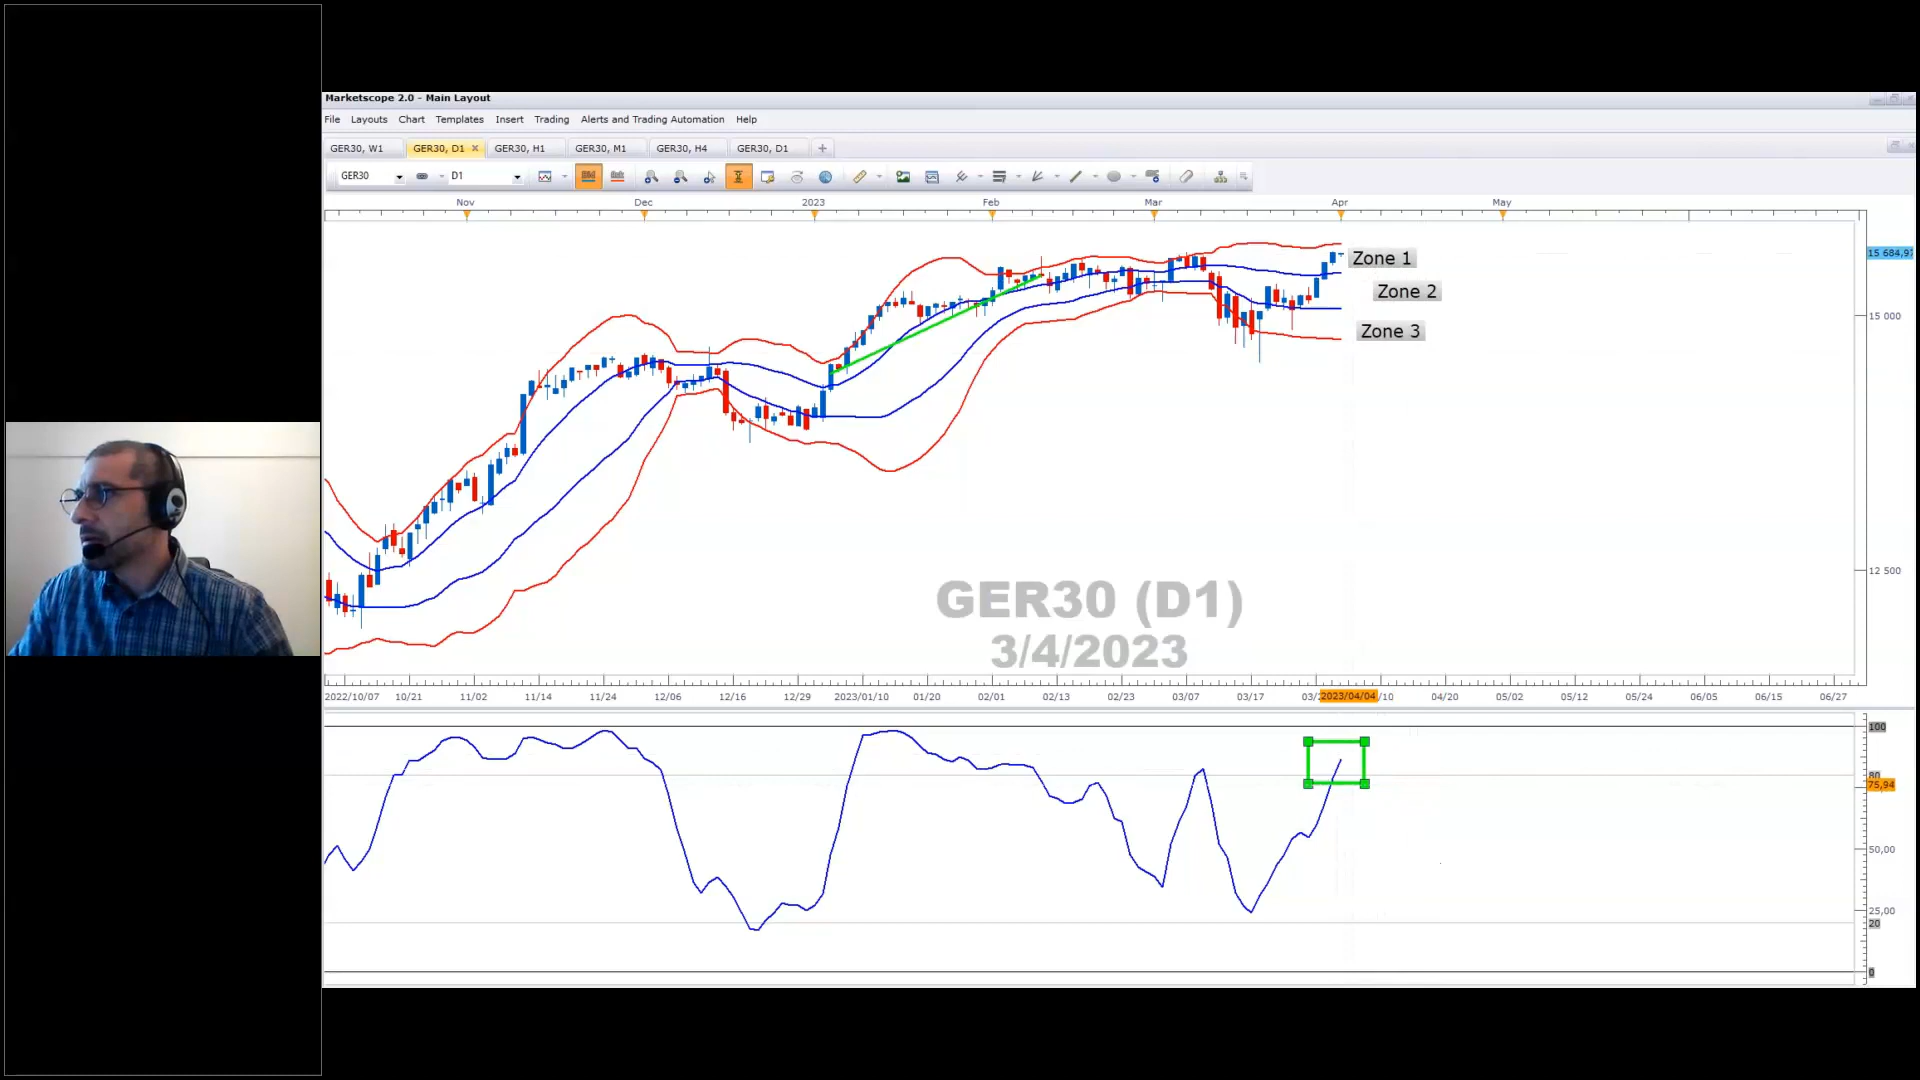 Marketscope 2.0 - Main Layout
File Layouts Chart Templates Insert Trading Alerts and Trading Automation Help
GER30, W1 GER30, D1 GER30, H1 GER30, M1 GER30, H4 GER30, D1
GER30 D1
Nov Dec 2023 Feb Mar Apr May
15 684,97
Zone 1
Zone 2
Zone 3
15 000
12 500
GER30 (D1)
3/4/2023
2022/10/07 10/21 11/02 11/14 11/24 12/06 12/16 12/29 2023/01/10 01/20 02/01 02/13 02/23 03/07 03/17 03/ 2023/04/04 /10 04/20 05/02 05/12 05/24 06/05 06/15 06/27
100
80
75,94
50,00
25,00
20
0